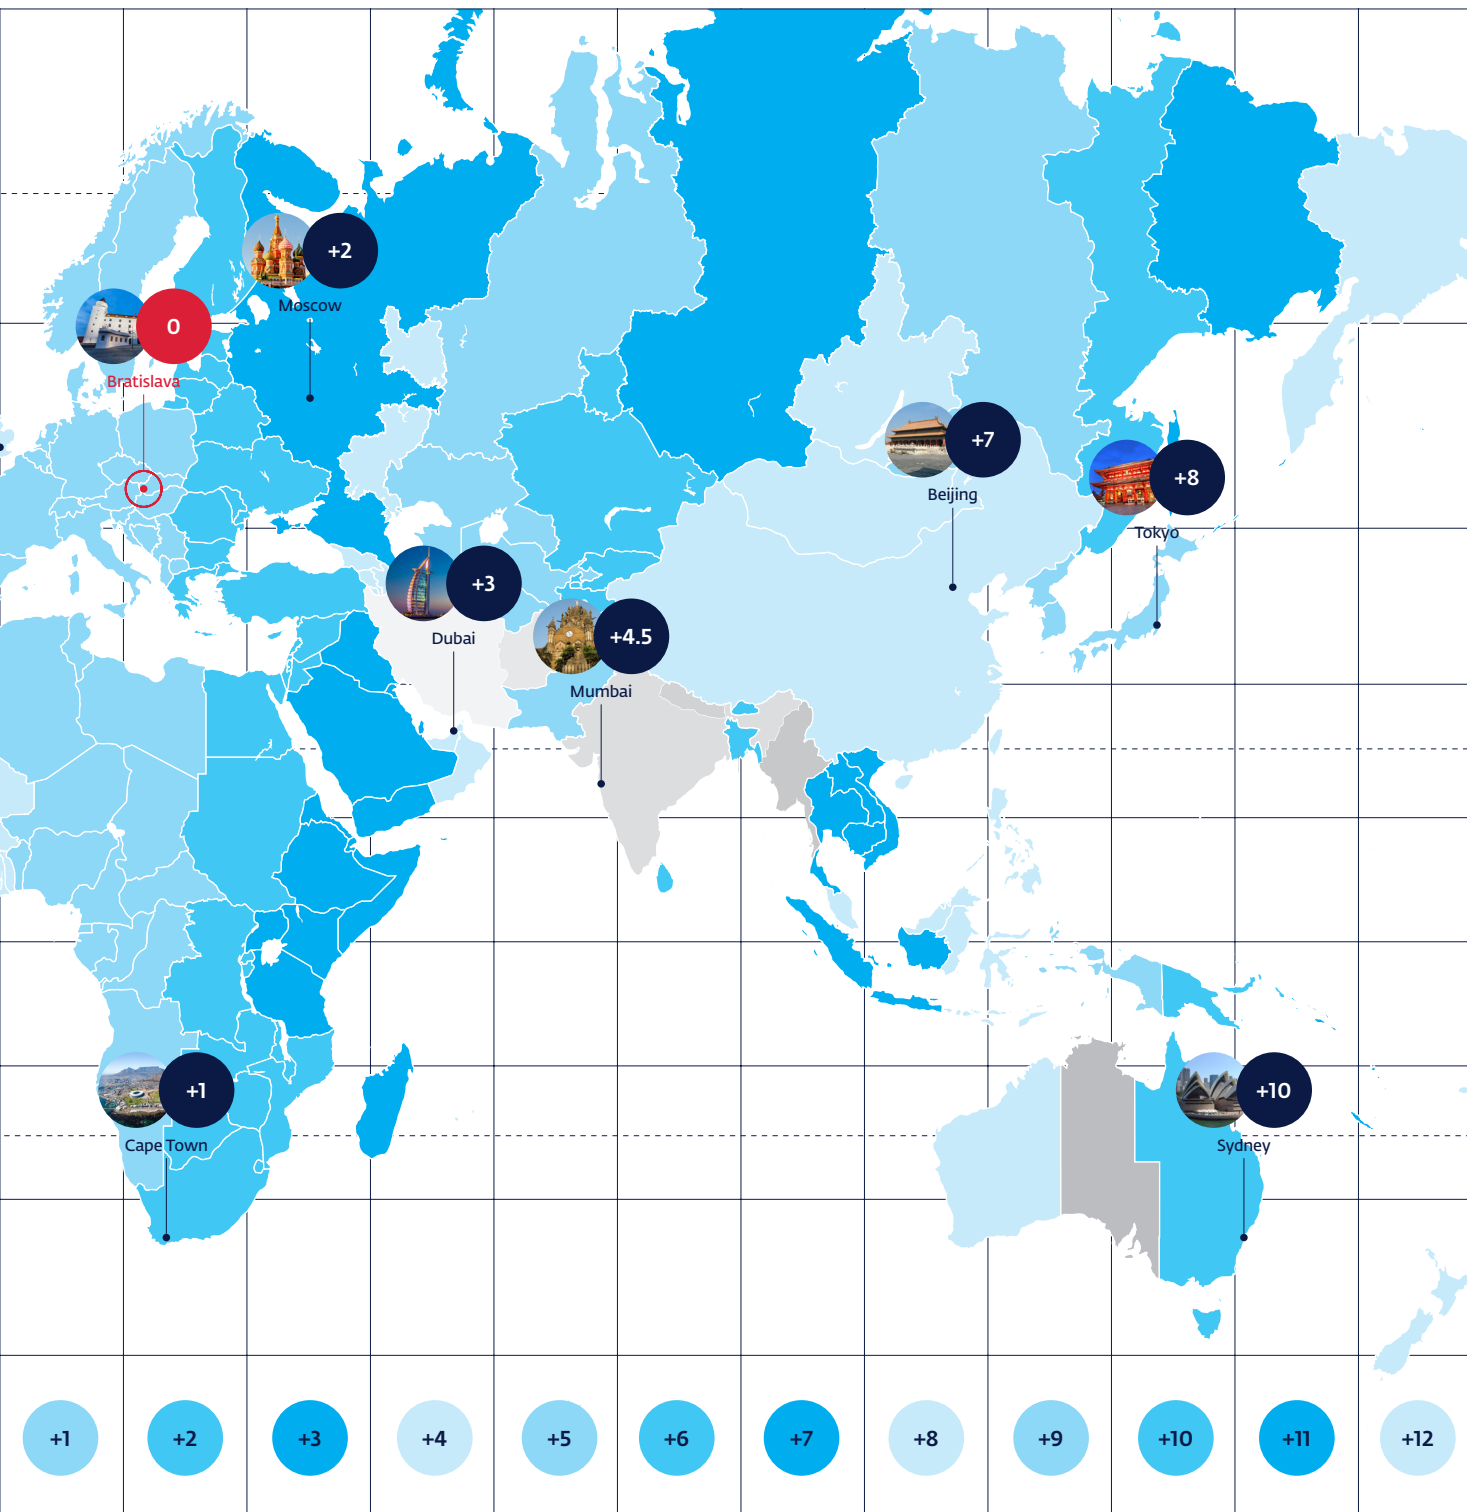 +2
Moscow
0
Bratislava
+7
Beijing
+8
Tokyo
+3
Dubai
+4.5
Mumbai
+1
Cape Town
+10
Sydney
+1
+2
+3
+4
+5
+6
+7
+8
+9
+10
+11
+12